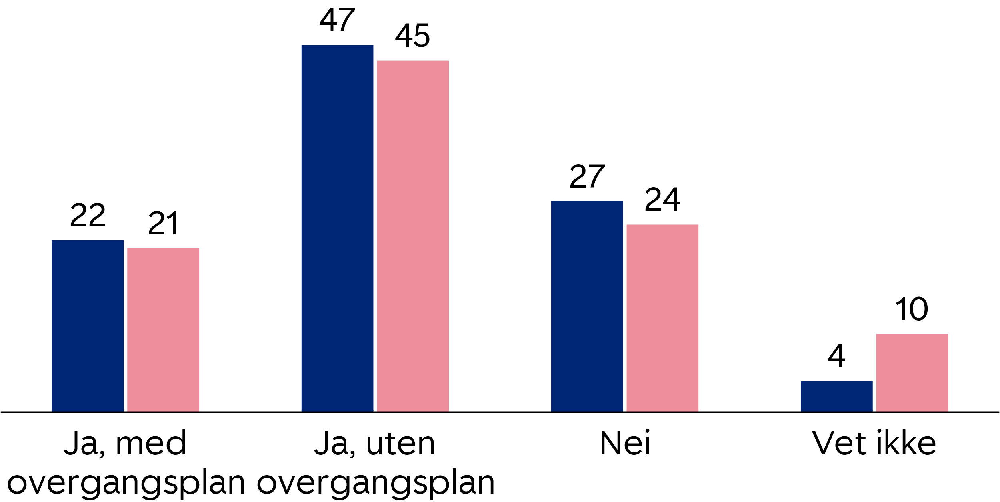 47
45
27
24
22
21
10
4
Ja, med
overgangsplan
Ja, uten
overgangsplan
Nei
Vet ikke